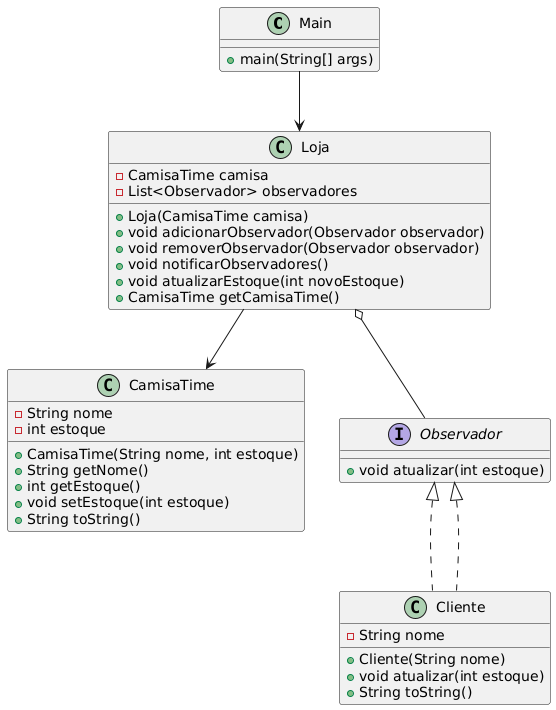 C Main
main(String[] args)
C Loja
CamisaTime camisa
List<Observador> observadores
Loja(CamisaTime camisa)
void adicionarObservador(Observador observador)
void removerObservador(Observador observador)
void notificarObservadores()
void atualizarEstoque(int novoEstoque)
CamisaTime getCamisaTime()
C CamisaTime
String nome
int estoque
CamisaTime(String nome, int estoque)
String getNome()
int getEstoque()
void setEstoque(int estoque)
String toString()
I Observador
void atualizar(int estoque)
C Cliente
String nome
Cliente(String nome)
void atualizar(int estoque)
String toString()